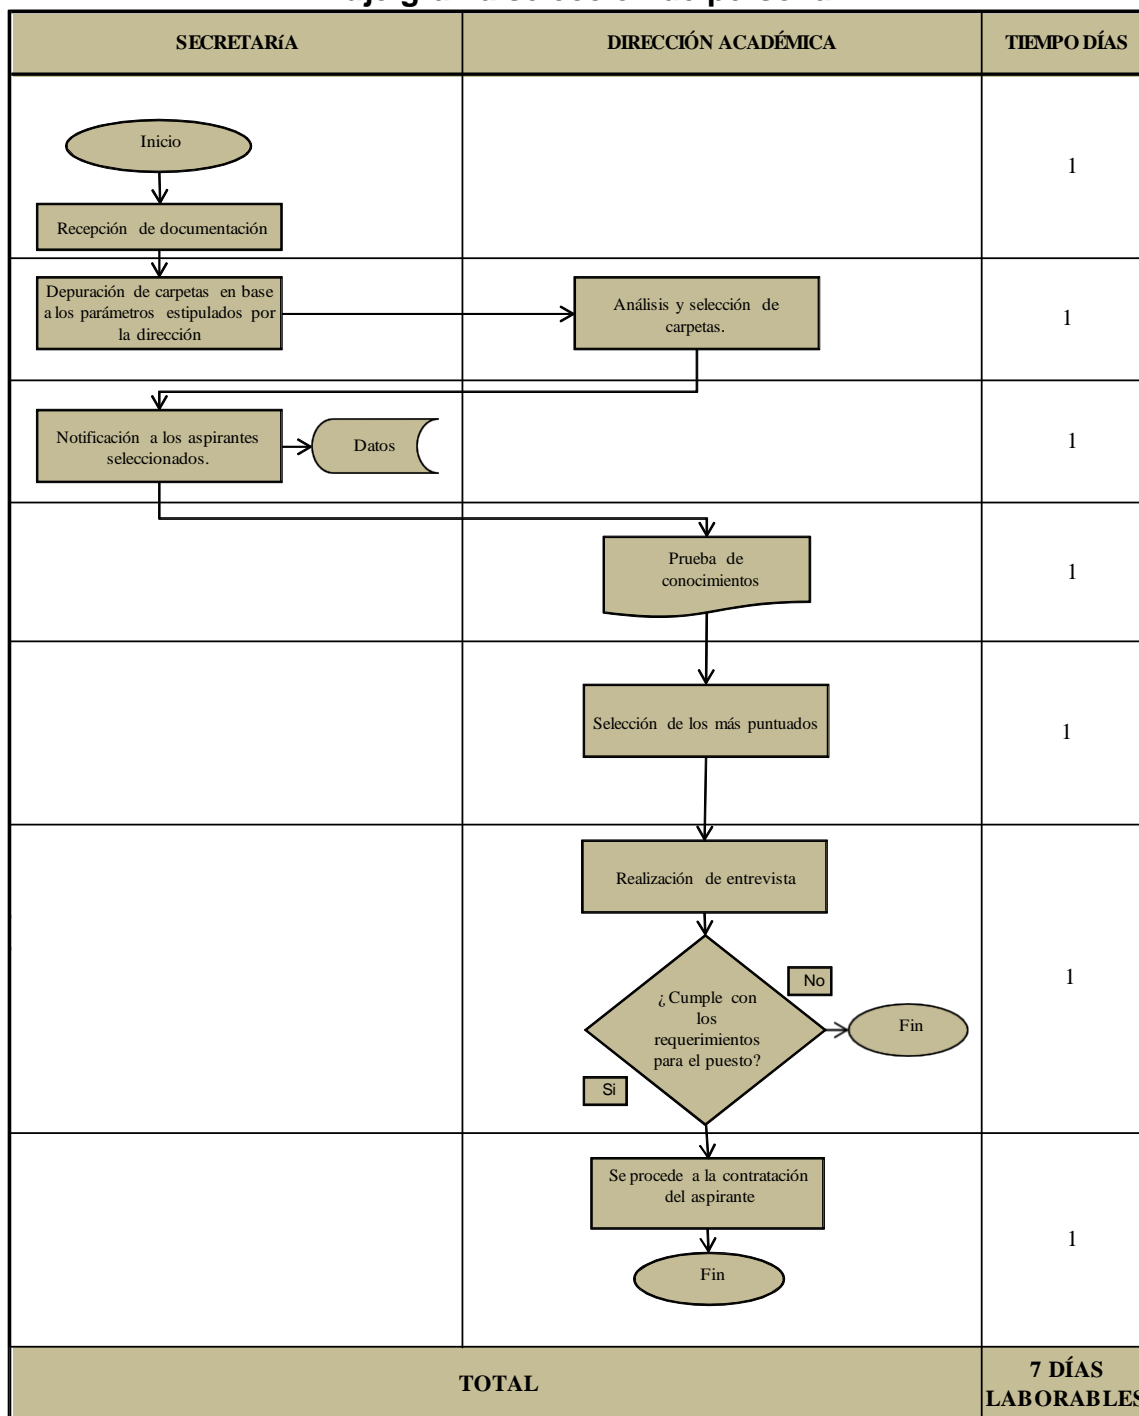 SECRETARíA
DIRECCIÓN ACADÉMICA
TIEMPO DÍAS
Inicio
1
Recepción de documentación
Depuración de carpetas en base
a los parámetros estipulados por
la dirección
Análisis y selección de
carpetas.
1
Notificación a los aspirantes
seleccionados.
Datos
1
Prueba de
conocimientos
1
Selección de los más puntuados
1
Realización de entrevista
¿Cumple con
los
requerimientos
para el puesto?
No
Fin
1
Si
Se procede a la contratación
del aspirante
1
Fin
TOTAL
7 DÍAS
LABORABLES